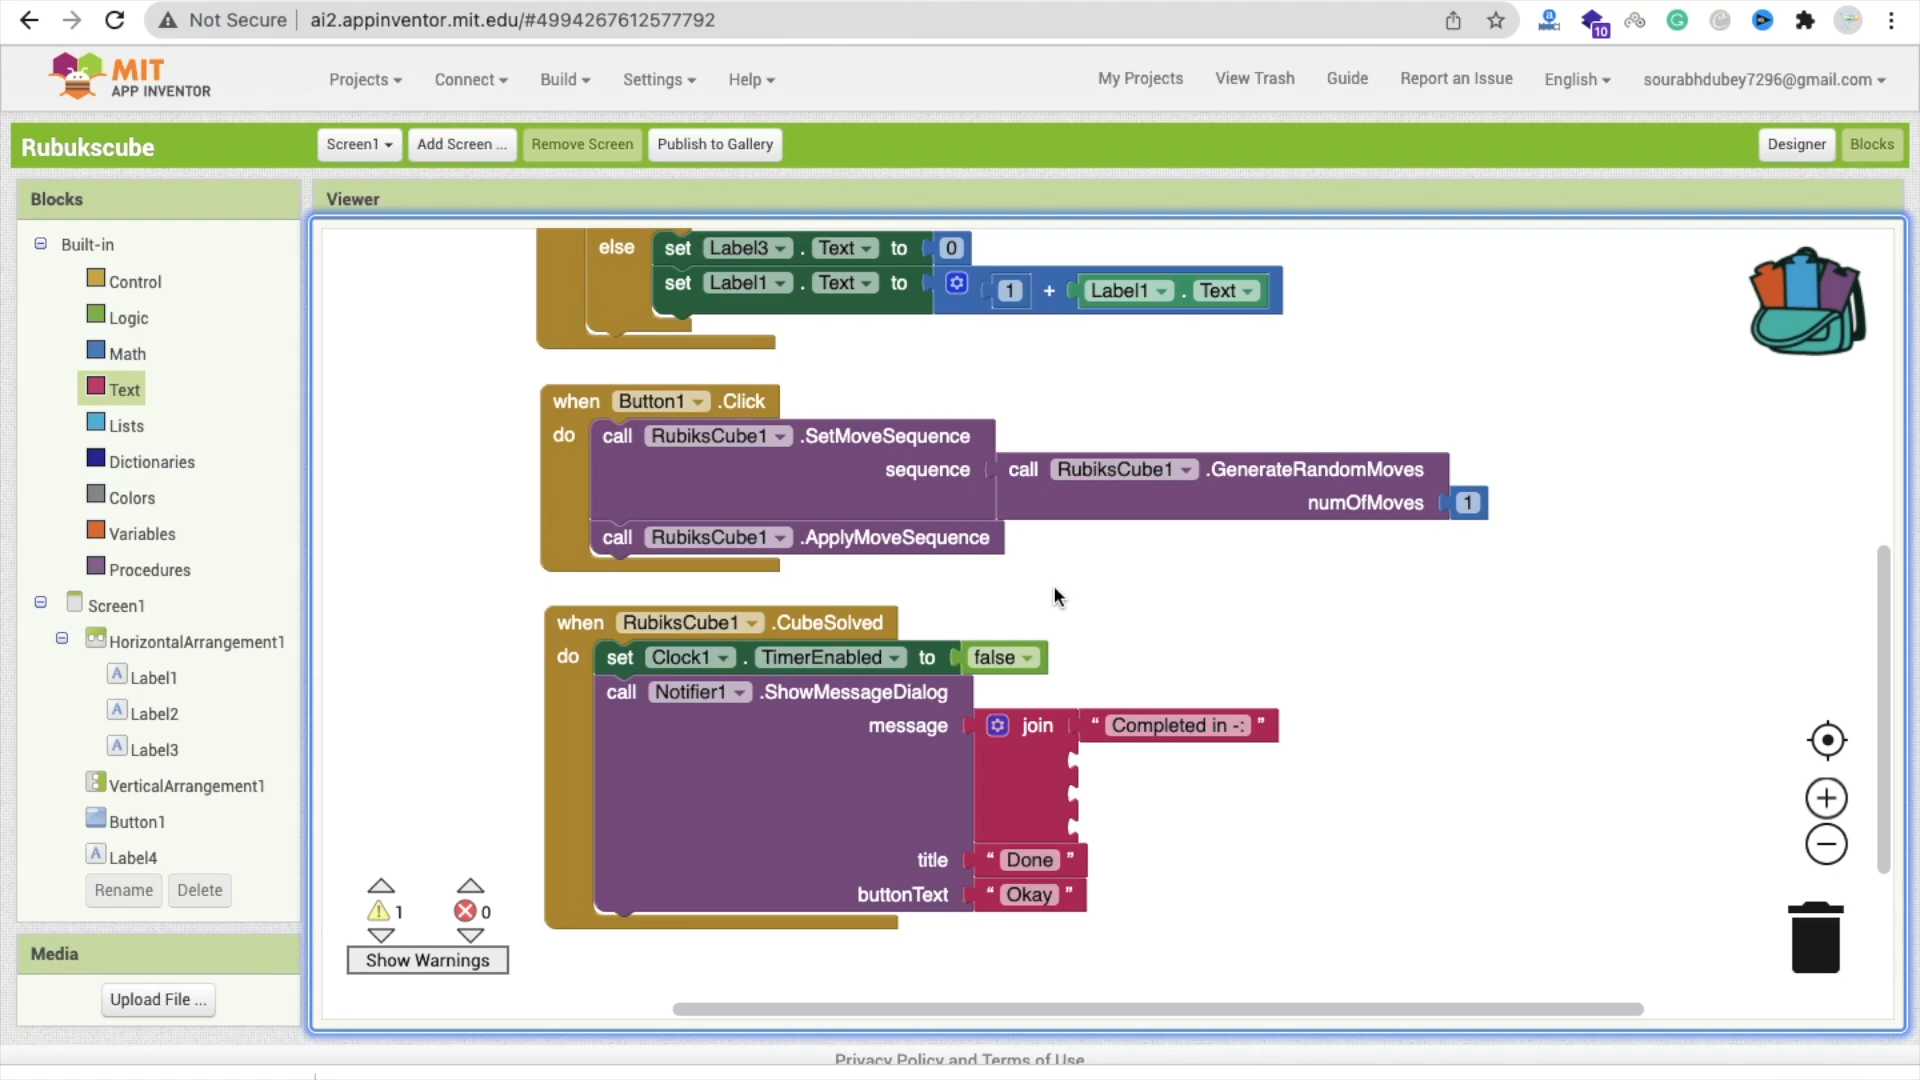 Not Secure
ai2.appinventor.mit.edu/#4994267612577792
10
MIT
APP INVENTOR
Projects
Connect
Build
Settings
Help
My Projects
View Trash
Guide
Report an Issue
English
sourabhdubey7296@gmail.com
Rubukscube
Screen1
Add Screen ...
Remove Screen
Publish to Gallery
Designer
Blocks
Blocks
Viewer
Built-in
Control
Logic
Math
Text
Lists
Dictionaries
Colors
Variables
Procedures
Screen1
HorizontalArrangement1
A Label1
A Label2
A Label3
VerticalArrangement1
Button1
A Label4
Rename
Delete
Media
Upload File ...
else set Label3 . Text to 0
set Label1 . Text to 1 + Label1 . Text
when Button1 .Click
do call RubiksCube1 .SetMoveSequence
sequence call RubiksCube1 .GenerateRandomMoves
numOfMoves 1
call RubiksCube1 .ApplyMoveSequence
when RubiksCube1 .CubeSolved
do set Clock1 . TimerEnabled to false
call Notifier1 .ShowMessageDialog
message join “ Completed in -: ”
title “ Done ”
buttonText “ Okay ”
1
0
Show Warnings
Privacy Policy and Terms of Use